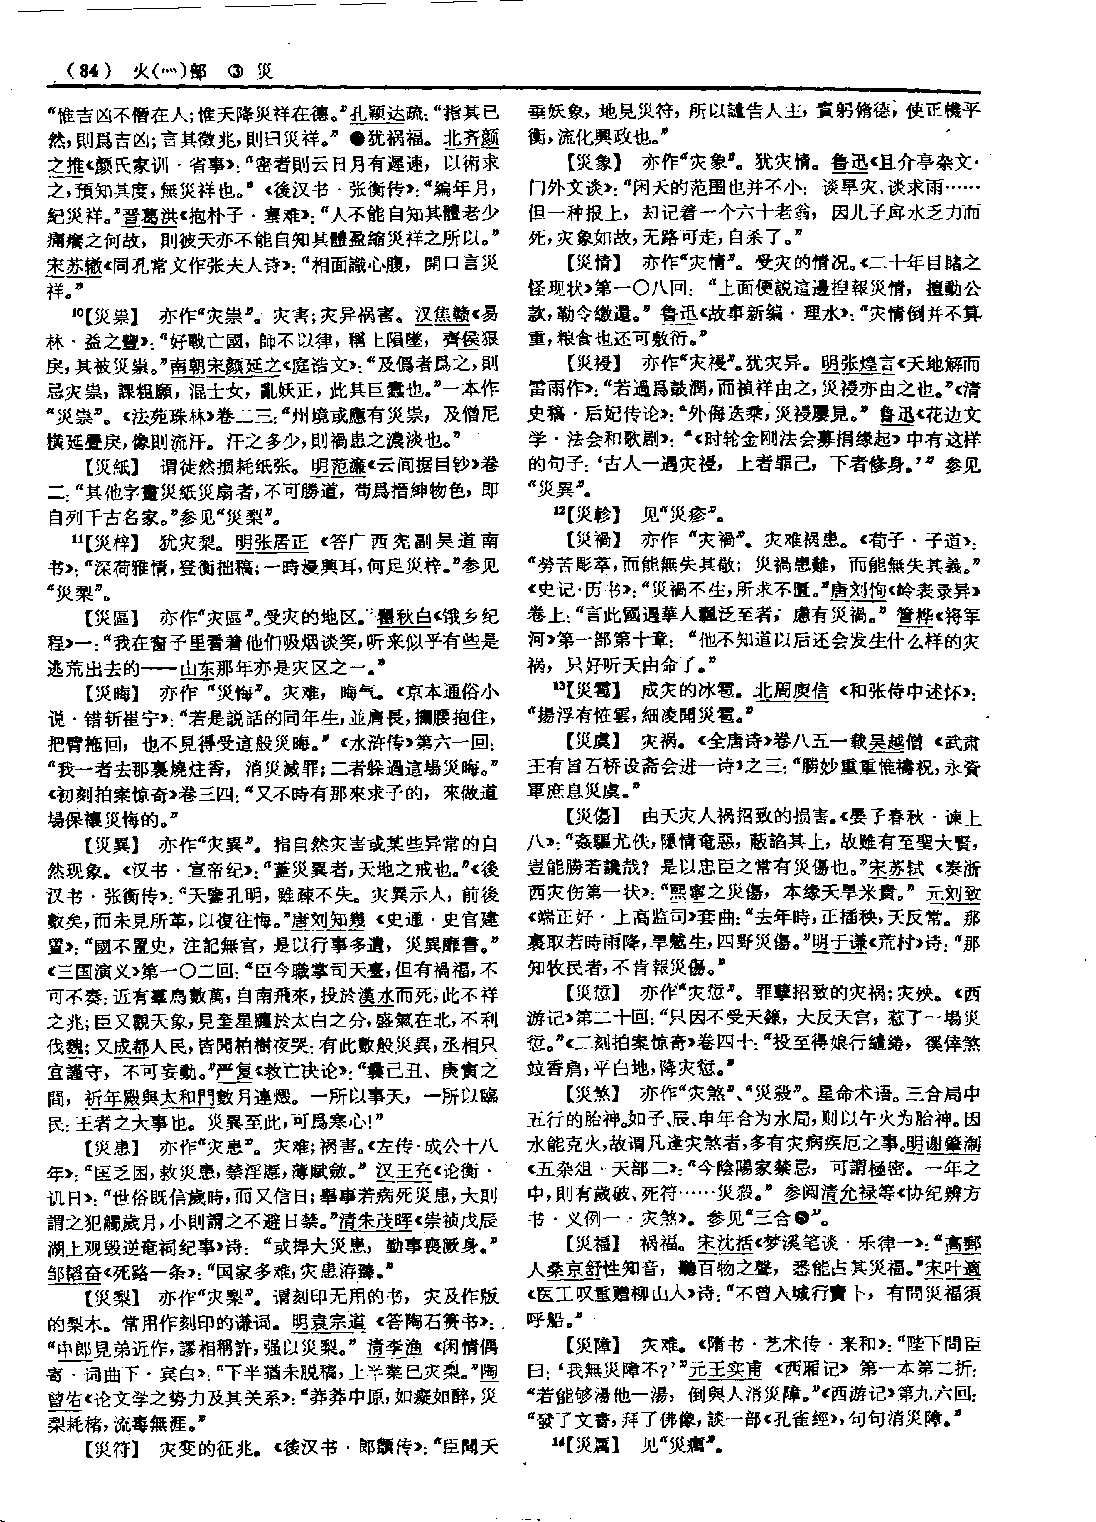 （84） 火(灬)部 ③ 災
“惟吉凶不僭在人；惟天降災祥在德。”孔颖达疏：“指其已
然，則爲吉凶；言其徵兆，則曰災祥。” ❷犹祸福。 北齐颜
之推《颜氏家训·省事》：“密者則云日月有遲速，以術求
之，預知其度，無災祥也。”《後汉书·张衡传》：“编年月，
紀災祥。”晋葛洪《抱朴子·塞难》：“人不能自知其體老少
痛癢之何故，則彼天亦不能自知其體盈縮災祥之所以。”
宋苏辙《同孔常文作张夫人诗》：“相面識心腹，開口言災
祥。”
10【災祟】 亦作“灾祟”。灾害；灾异祸害。汉焦赣《易
林·益之豐》：“好戰亡國，師不以律，稱上隕墜，齊侯狠
戾，其被災祟。”南朝宋颜延之《庭诰文》：“及僞者爲之，則
忌灾祟，課粗願，混士女，亂妖正，此其巨蠹也。”一本作
“災祟”。《法苑珠林》卷二三：“州境或應有災祟，及僧尼
橫延舋戾，像則流汗。汗之多少，則禍患之濃淡也。”
【災紙】 谓徒然损耗纸张。明范濂《云间据目钞》卷
二：“其他字畫災紙災扇者，不可勝道，苟爲搢紳物色，即
自列千古名家。”参见“災梨”。
11【災梓】 犹灾梨。明张居正《答广西宪副吴道南
书》：“深荷雅情，登衡拙稿；一時漫興耳，何足災梓。”参见
“災梨”。
【災區】 亦作“灾區”。受灾的地区。瞿秋白《饿乡纪
程》一：“我在窗子里看着他们吸烟谈笑，听来似乎有些是
逃荒出去的——山东那年亦是灾区之一。”
【災晦】 亦作“災悔”。灾难，晦气。《京本通俗小
说·错斩崔宁》：“若是説話的同年生，並肩長，攔腰抱住，
把臂拖回，也不見得受這般災晦。”《水浒传》第六一回：
“我一者去那裏燒炷香，消災滅罪；二者躲過這場災晦。”
《初刻拍案惊奇》卷三四：“又不時有那來求子的，來做道
場保禳災悔的。”
【災異】 亦作“灾異”。指自然灾害或某些异常的自
然现象。《汉书·宣帝纪》：“蓋災異者，天地之戒也。”《後
汉书·张衡传》：“天鑒孔明，雖疎不失。灾異示人，前後
數矣，而未見所革，以復往悔。”唐刘知幾《史通·史官建
置》：“國不置史，注記無官，是以行事多遺，災異靡書。”
《三国演义》第一〇二回：“臣今職掌司天臺，但有禍福，不
可不奏：近有羣鳥數萬，自南飛來，投於漢水而死，此不祥
之兆；臣又觀天象，見奎星躔於太白之分，盛氣在北，不利
伐魏；又成都人民，皆聞柏樹夜哭：有此數般災異，丞相只
宜謹守，不可妄動。”严复《救亡决论》：“曩己丑、庚寅之
間，祈年殿與太和門數月連燬。一所以事天，一所以臨
民：王者之大事也。災異至此，可爲寒心！”
【災患】 亦作“灾患”。灾难；祸害。《左传·成公十八
年》：“匡乏困，救災患，禁淫慝，薄賦斂。” 汉王充《论衡·
讥日》：“世俗既信歲時，而又信日；舉事若病死災患，大則
謂之犯觸歲月，小則謂之不避日禁。”清朱茂晖《崇祯戊辰
湖上观毁逆奄祠纪事》诗：“或捍大災患，勤事喪厥身。”
邹韬奋《死路一条》：“国家多难，灾患洊臻。”
【災梨】 亦作“灾梨”。谓刻印无用的书，灾及作版
的梨木。常用作刻印的谦词。明袁宗道《答陶石篑书》：
“中郎見弟近作，謬相稱許，强以災梨。” 清李渔《闲情偶
寄·词曲下·宾白》：“下半猶未脱稿，上半業已灾梨。”陶
曾佑《论文学之势力及其关系》：“莽莽中原，如癡如醉，災
梨耗楮，流毒無涯。”
【災符】 灾变的征兆。《後汉书·郎顗传》：“臣聞天
垂妖象，地見災符，所以譴告人主，責躬脩德，使正機平
衡，流化興政也。”
【災象】 亦作“灾象”。犹灾情。鲁迅《且介亭杂文·
门外文谈》：“闲天的范围也并不小：谈旱灾、谈求雨……
但一种报上，却记着一个六十老翁，因儿子戽水乏力而
死，灾象如故，无路可走，自杀了。”
【災情】 亦作“灾情”。受灾的情况。《二十年目睹之
怪现状》第一〇八回：“上面便説這邊捏報災情，擅動公
款，勒令繳還。” 鲁迅《故事新编·理水》：“灾情倒并不算
重，粮食也还可敷衍。”
【災祲】 亦作“灾祲”。犹灾异。明张煌言《天地解而
雷雨作》：“若過爲鼓潤，而禎祥由之，災祲亦由之也。”《清
史稿·后妃传论》：“外侮迭乘，災祲屢見。” 鲁迅《花边文
学·法会和歌剧》：“《时轮金刚法会募捐缘起》中有这样
的句子：‘古人一遇灾祲，上者罪己，下者修身。’” 参见
“災異”。
12【災軫】 见“災疹”。
【災禍】 亦作“灾禍”。灾难祸患。《荀子·子道》：
“勞苦彫萃，而能無失其敬；災禍患難，而能無失其義。”
《史记·历书》：“災禍不生，所求不匱。”唐刘恂《岭表录异》
卷上：“言此國遇華人飄泛至者，慮有災禍。” 管桦《将军
河》第一部第十章：“他不知道以后还会发生什么样的灾
祸，只好听天由命了。”
13【災雹】 成灾的冰雹。北周庾信《和张侍中述怀》：
“揚浮有怪雲，細凌聞災雹。”
【災虞】 灾祸。《全唐诗》卷八五一载吴越僧《武肃
王有旨石桥设斋会进一诗》之三：“勝妙重重惟禱祝，永資
軍庶息災虞。”
【災傷】 由天灾人祸招致的损害。《晏子春秋·谏上
八》：“姦驅尤佚，隱情奄惡，蔽諂其上，故雖有至聖大賢，
豈能勝若讒哉？是以忠臣之常有災傷也。”宋苏轼《奏浙
西灾伤第一状》：“熙寧之災傷，本缘天旱米貴。” 元刘致
《端正好·上高监司》套曲：“去年時，正插秧，天反常。那
裏取若時雨降，旱魃生，四野災傷。”明于谦《荒村》诗：“那
知牧民者，不肯報災傷。”
【災愆】 亦作“灾愆”。罪孽招致的灾祸；灾殃。《西
游记》第二十回：“只因不受天籙，大反天宫，惹了一場災
愆。”《二刻拍案惊奇》卷四十：“投至得娘行繾綣，僕倖煞
竝香肩，平白地，降灾愆。”
【災煞】 亦作“灾煞”、“災殺”。星命术语。三合局中
五行的胎神。如子、辰、申年合为水局，则以午火为胎神。因
水能克火，故谓凡逢灾煞者，多有灾病疾厄之事。明谢肇淛
《五杂俎·天部二》：“今陰陽家禁忌，可謂極密。一年之
中，則有歲破、死符……災殺。” 参阅清允禄等《协纪辨方
书·义例一·灾煞》。参见“三合❸”。
【災福】 祸福。宋沈括《梦溪笔谈·乐律一》：“高郵
人桑京舒性知音，聽百物之聲，悉能占其災福。”宋叶適
《医工叹重赠柳山人》诗：“不曾入城行賣卜，有問災福須
呼船。”
【災障】 灾难。《隋书·艺术传·来和》：“陛下問臣
曰：‘我無災障不？’”元王实甫《西厢记》第一本第二折：
“若能够湯他一湯，倒與人消災障。”《西游记》第九六回：
“發了文書，拜了佛像，談一部《孔雀經》，句句消災障。”
14【災厲】 见“災癘”。